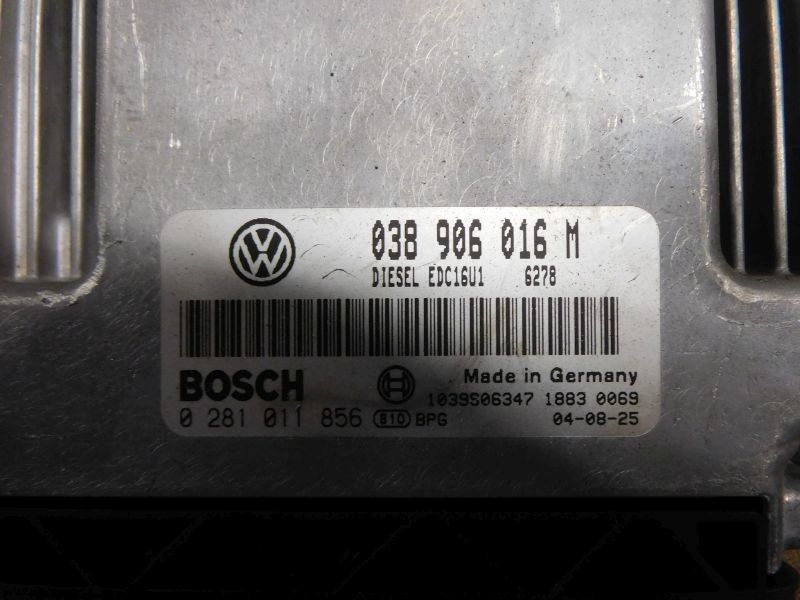 038 906 016 M
DIESEL EDC16U1 6278
BOSCH
Made in Germany
1039S06347 1883 0069
0 281 011 856 810 BPG 04-08-25